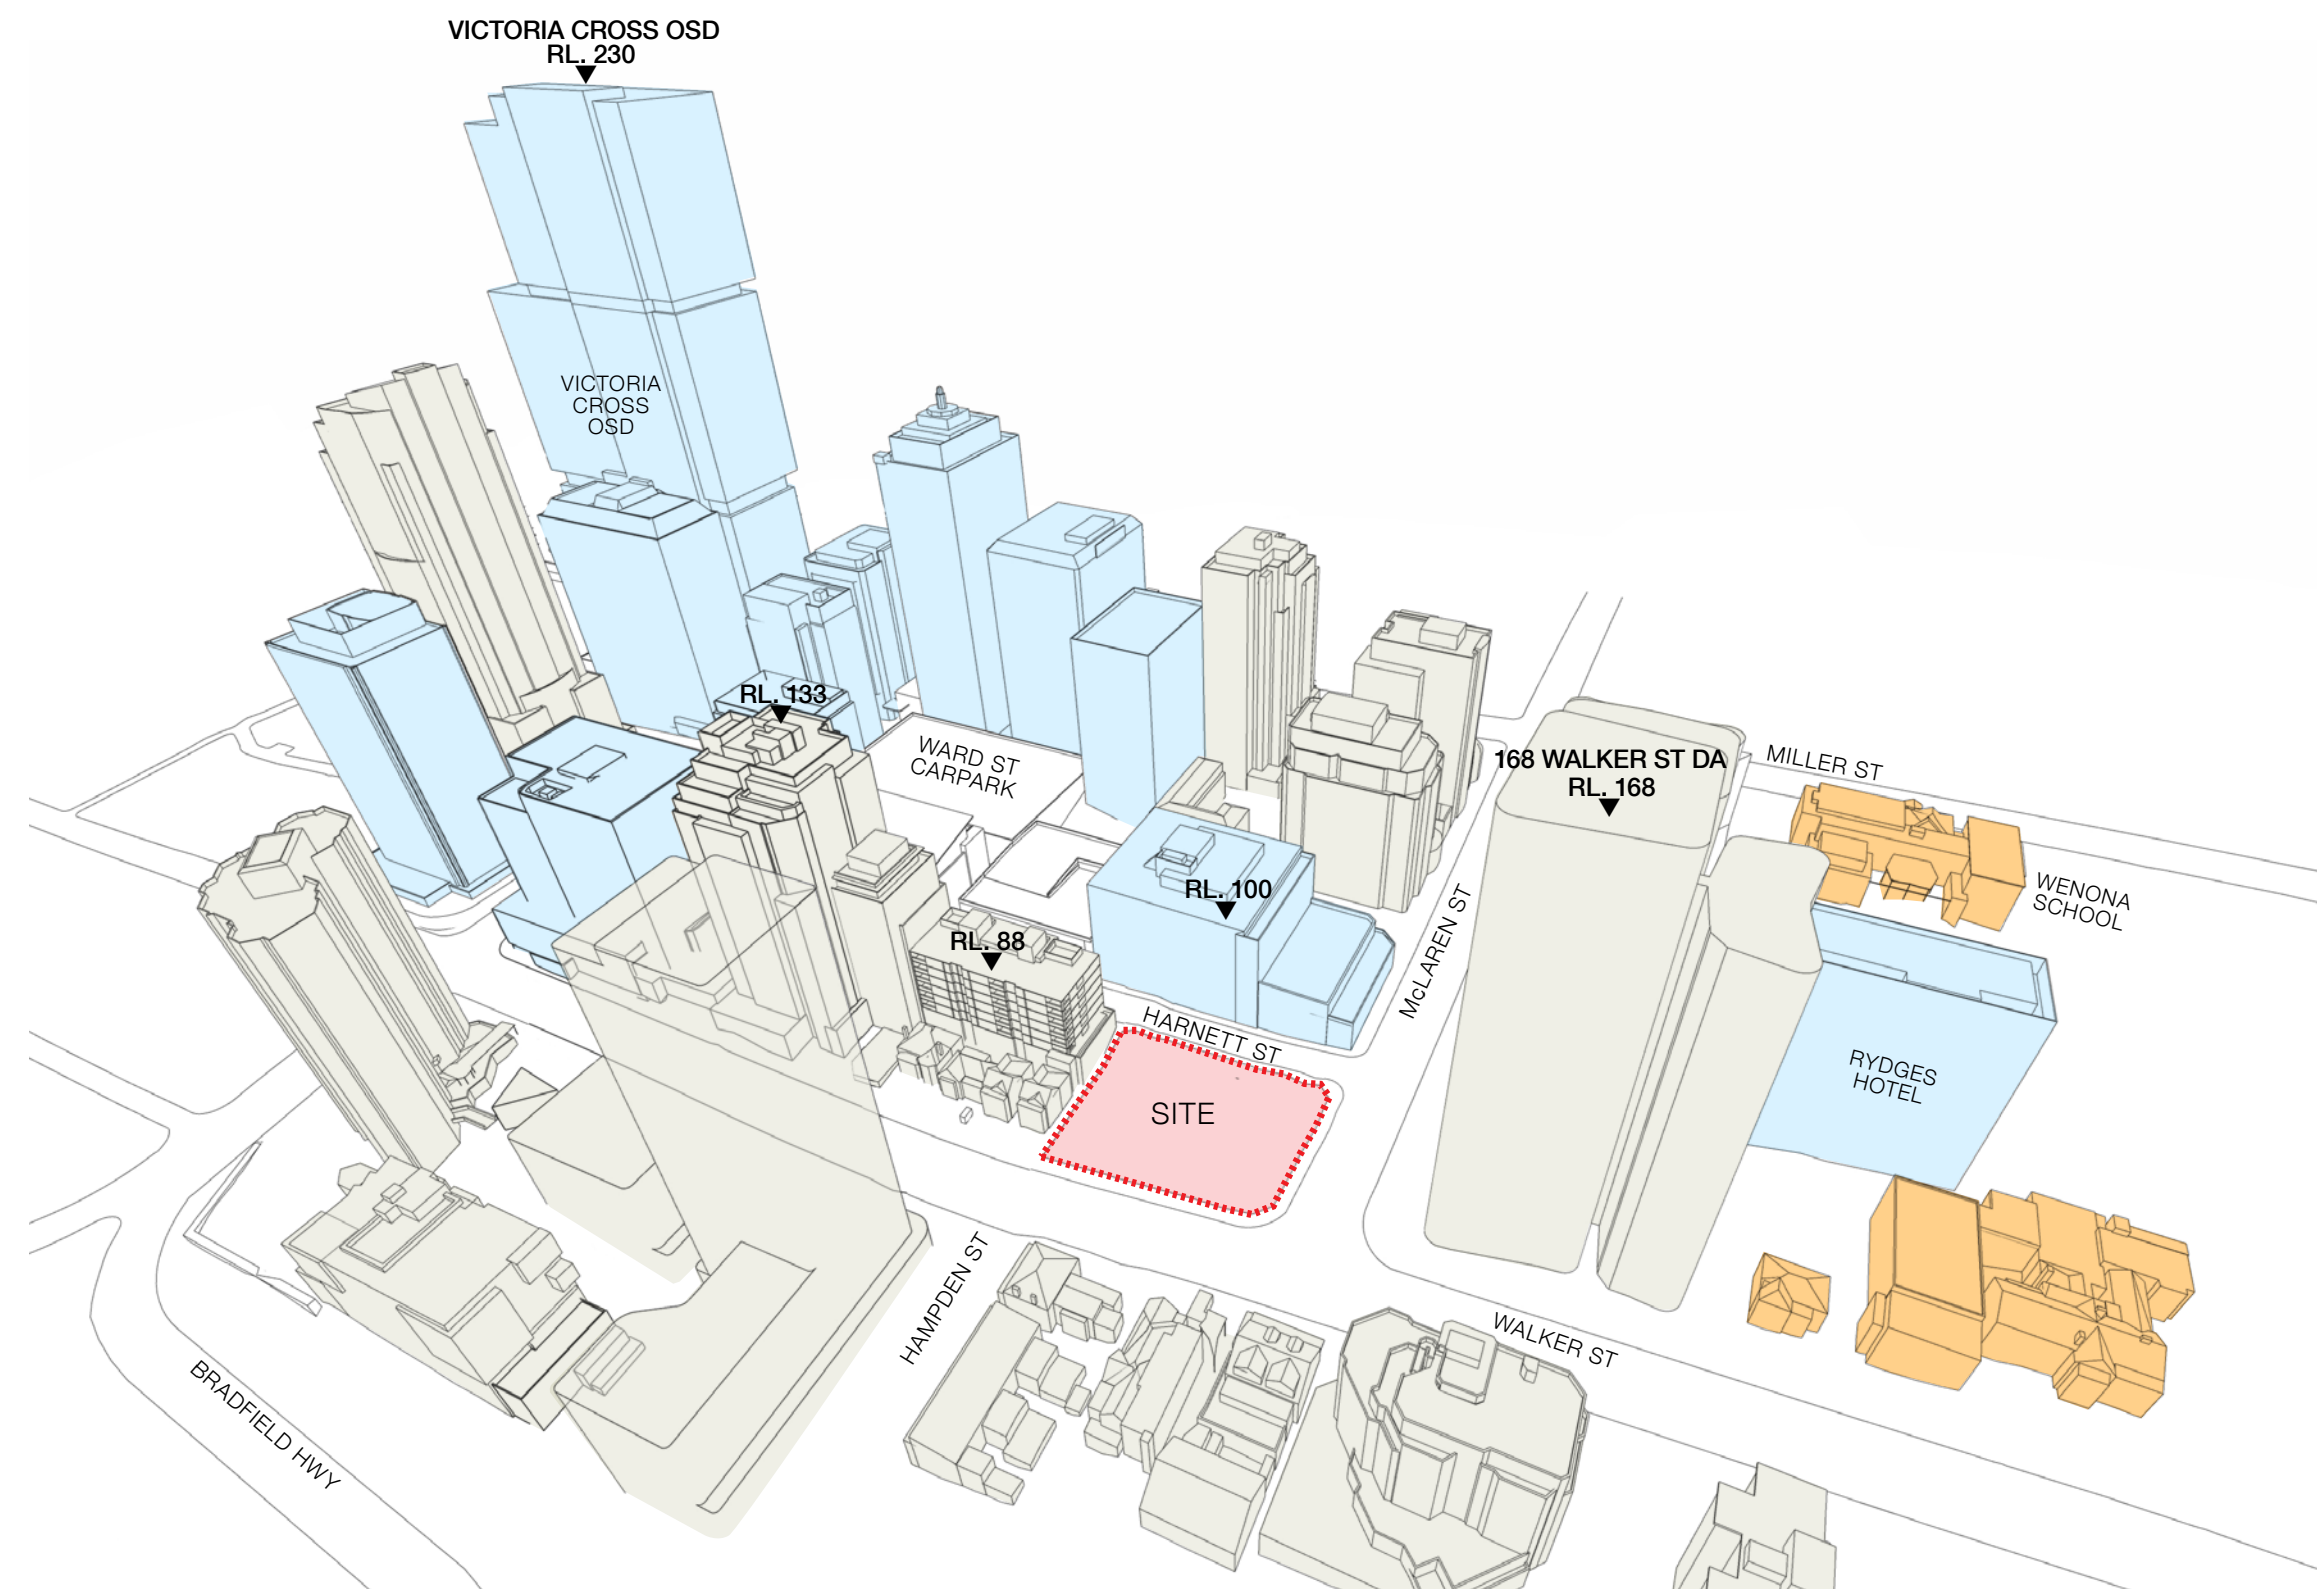 VICTORIA CROSS OSD
RL. 230
VICTORIA
CROSS
OSD
RL. 133
WARD ST
CARPARK
168 WALKER ST DA
RL. 168
MILLER ST
WENONA
SCHOOL
RL. 100
McLAREN ST
RL. 88
HARNETT ST
RYDGES
HOTEL
SITE
HAMPDEN ST
WALKER ST
BRADFIELD HWY